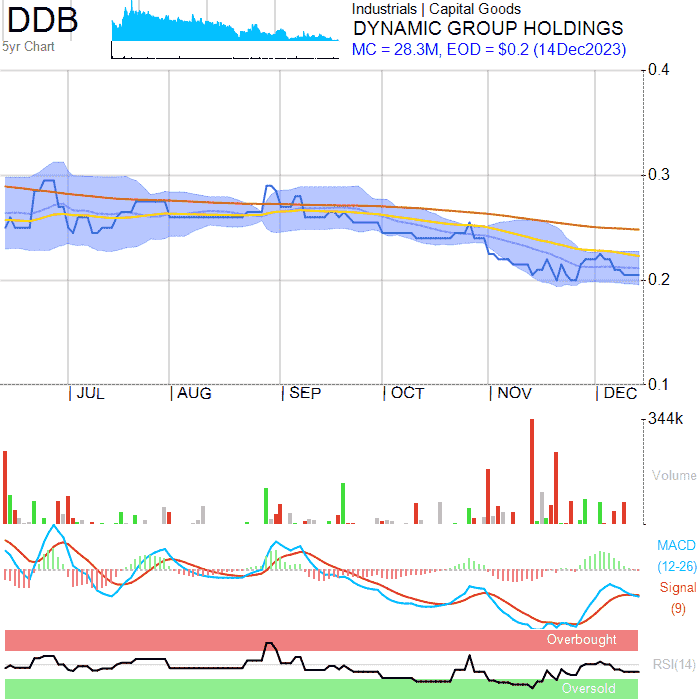 DDB
5yr Chart
Industrials | Capital Goods
DYNAMIC GROUP HOLDINGS
MC = 28.3M, EOD = $0.2 (14Dec2023)
0.4
0.3
0.2
0.1
| JUL | AUG | SEP | OCT | NOV | DEC
344k
Volume
MACD
(12-26)
Signal
(9)
Overbought
RSI(14)
Oversold